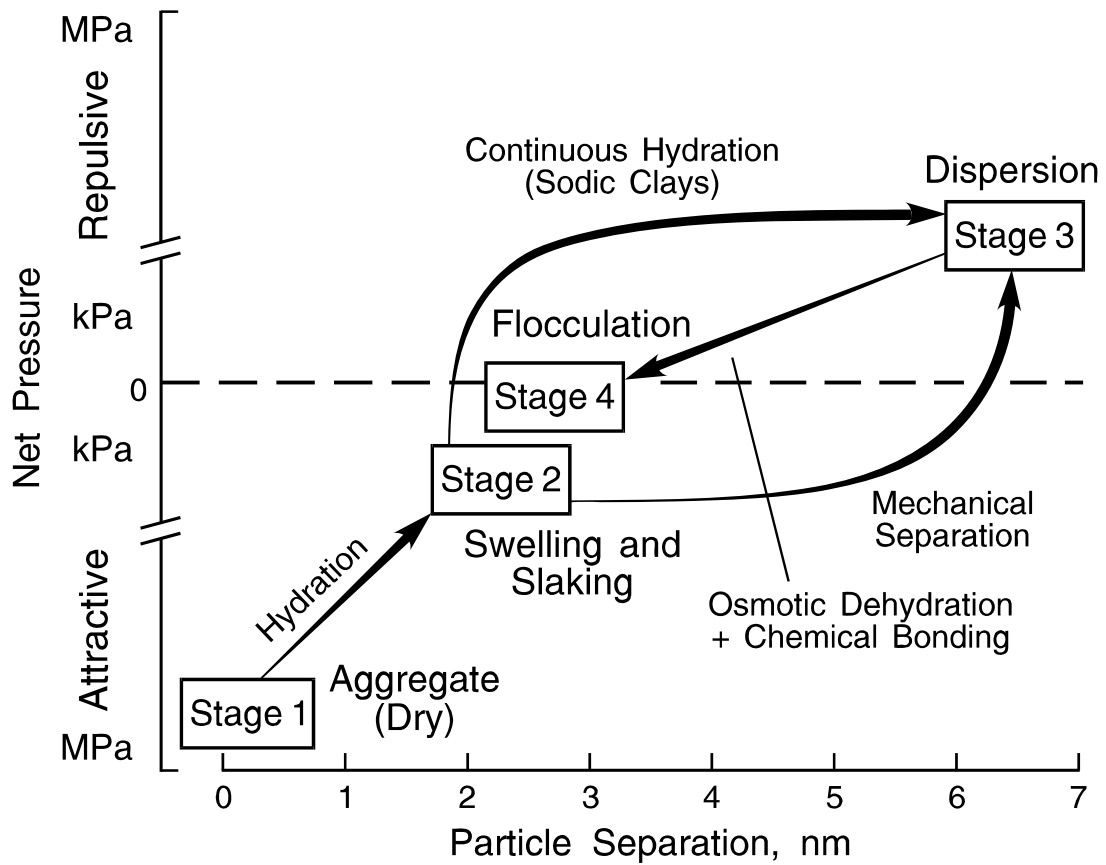 MPa
Repulsive
Continuous Hydration
(Sodic Clays)
Dispersion
Stage 3
Net Pressure
kPa
Flocculation
0
Stage 4
kPa
Stage 2
Mechanical
Separation
Swelling and
Slaking
Hydration
Osmotic Dehydration
+ Chemical Bonding
Attractive
Aggregate
(Dry)
Stage 1
MPa
0 1 2 3 4 5 6 7
Particle Separation, nm